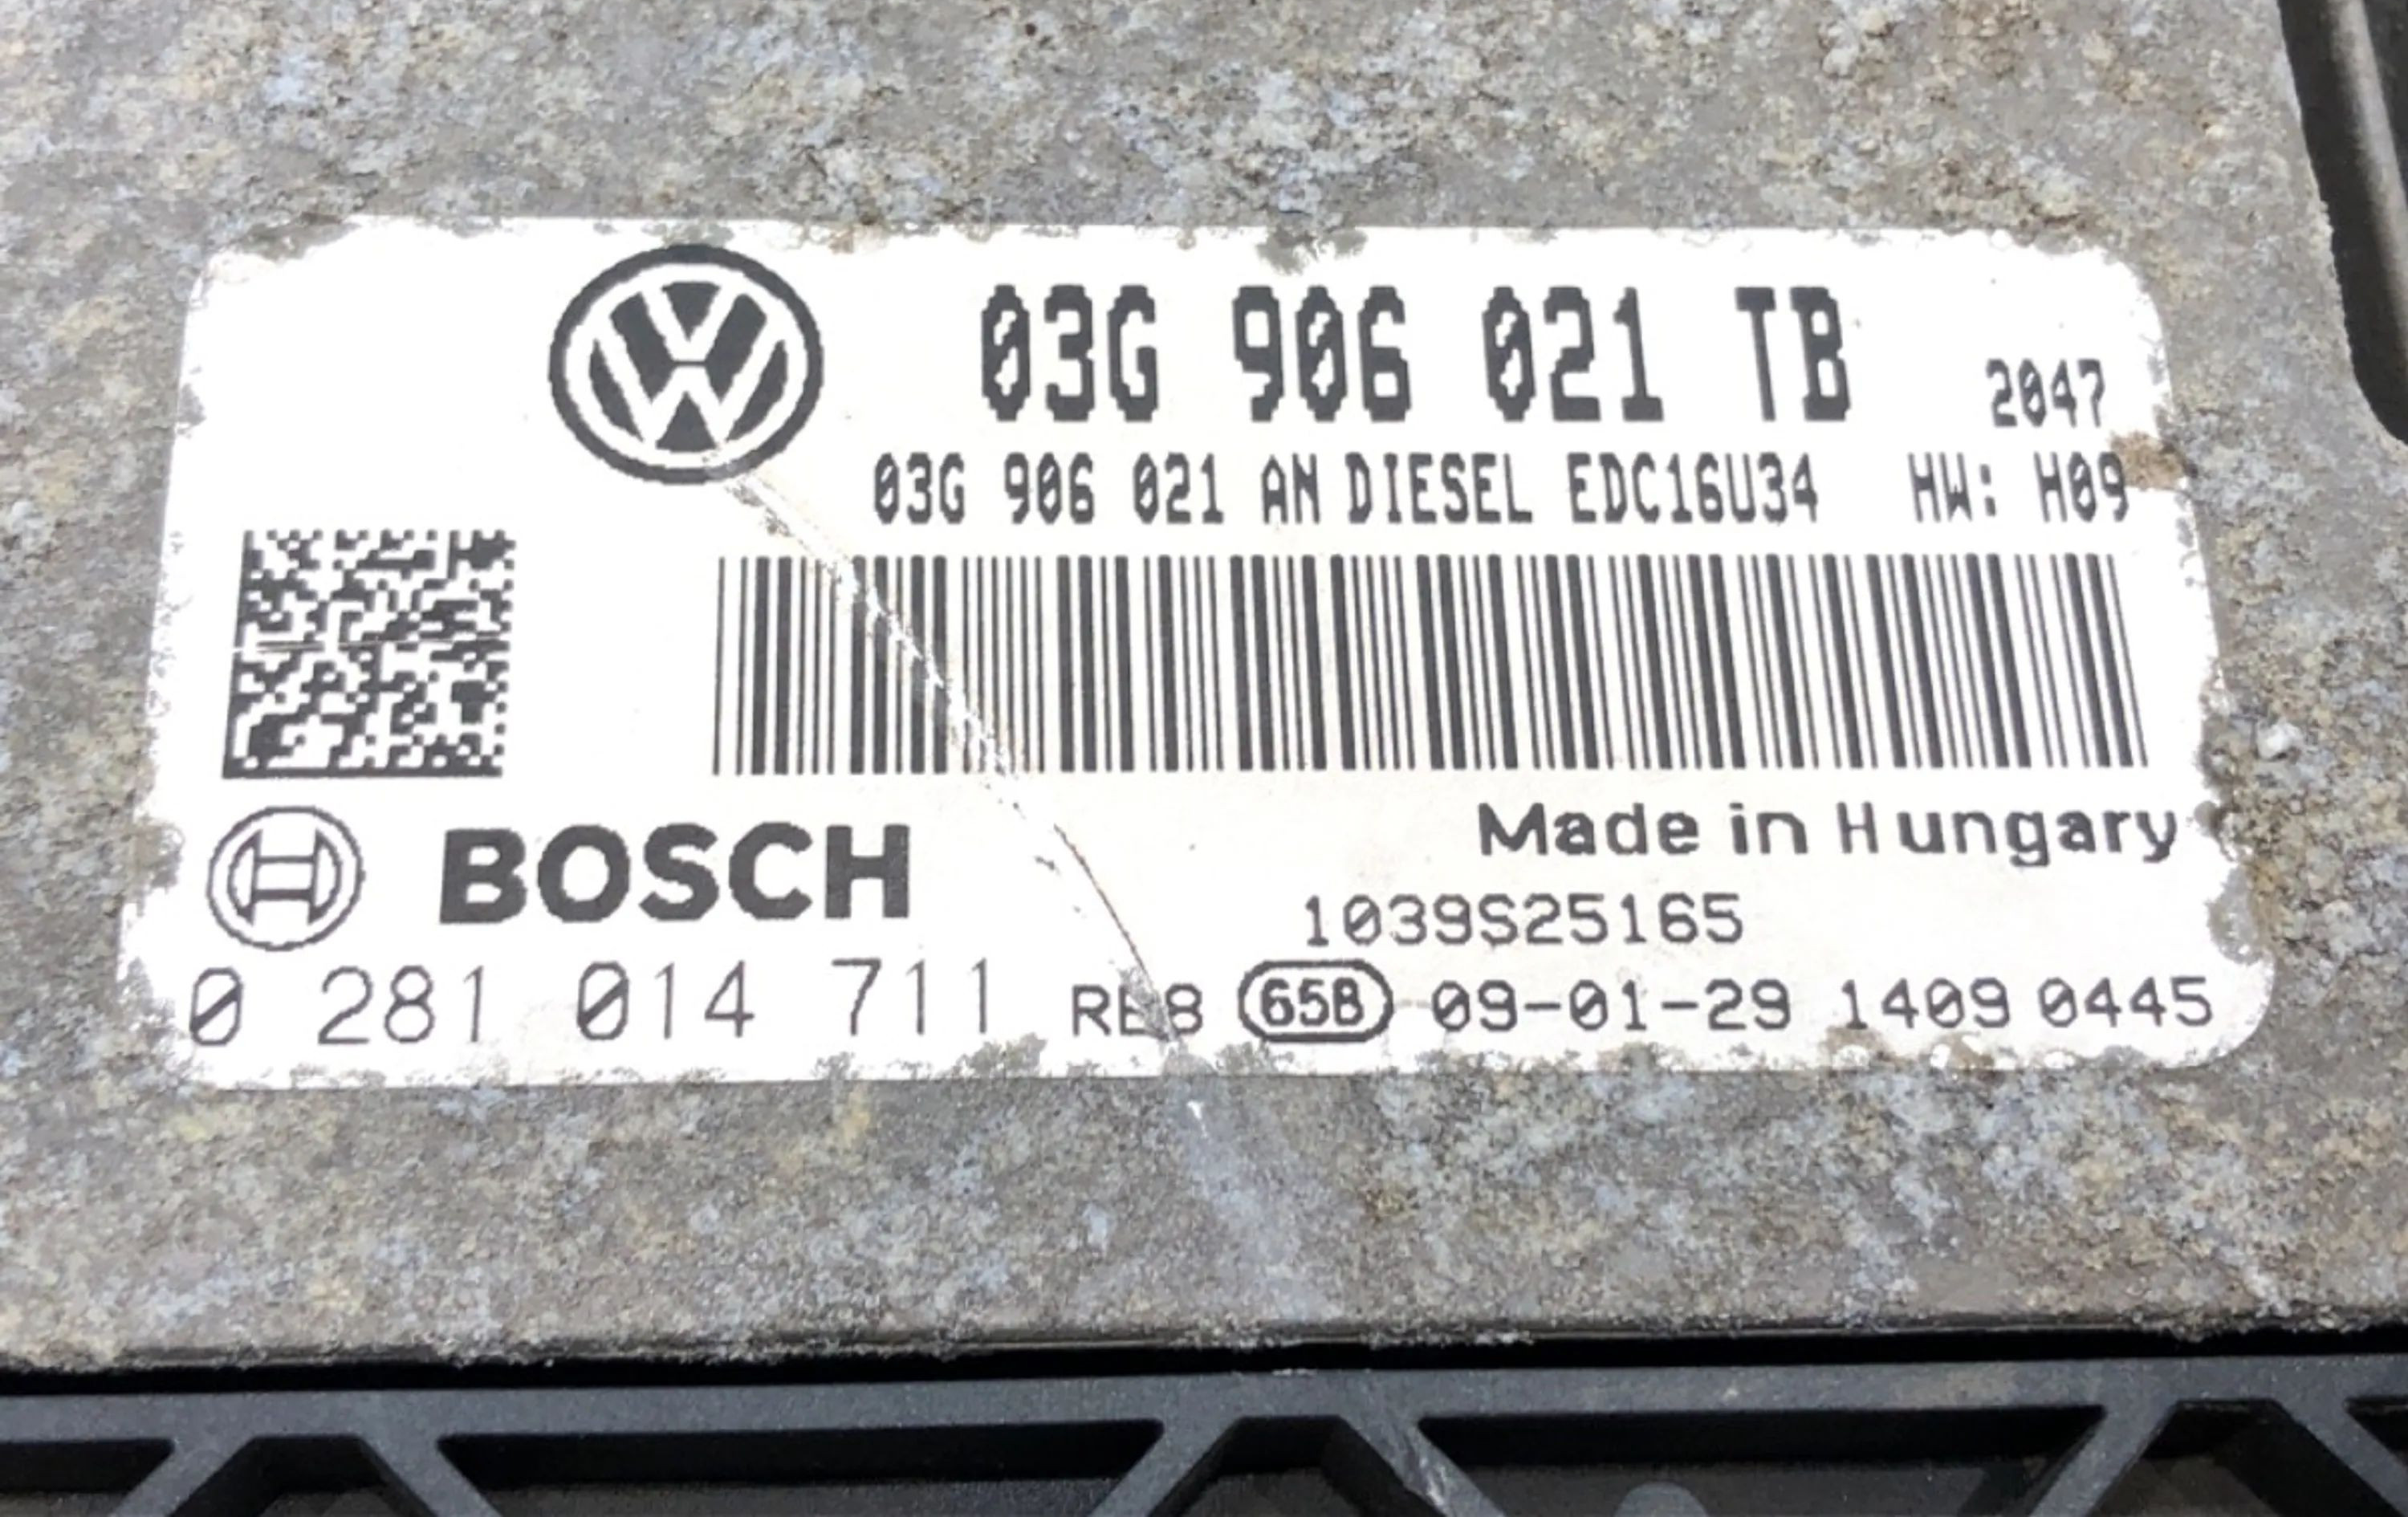 03G 906 021 TB 2047
03G 906 021 AN DIESEL EDC16U34 HW: H09
BOSCH
Made in Hungary
1039S25165
0 281 014 711 65B 09-01-29 1409 0445